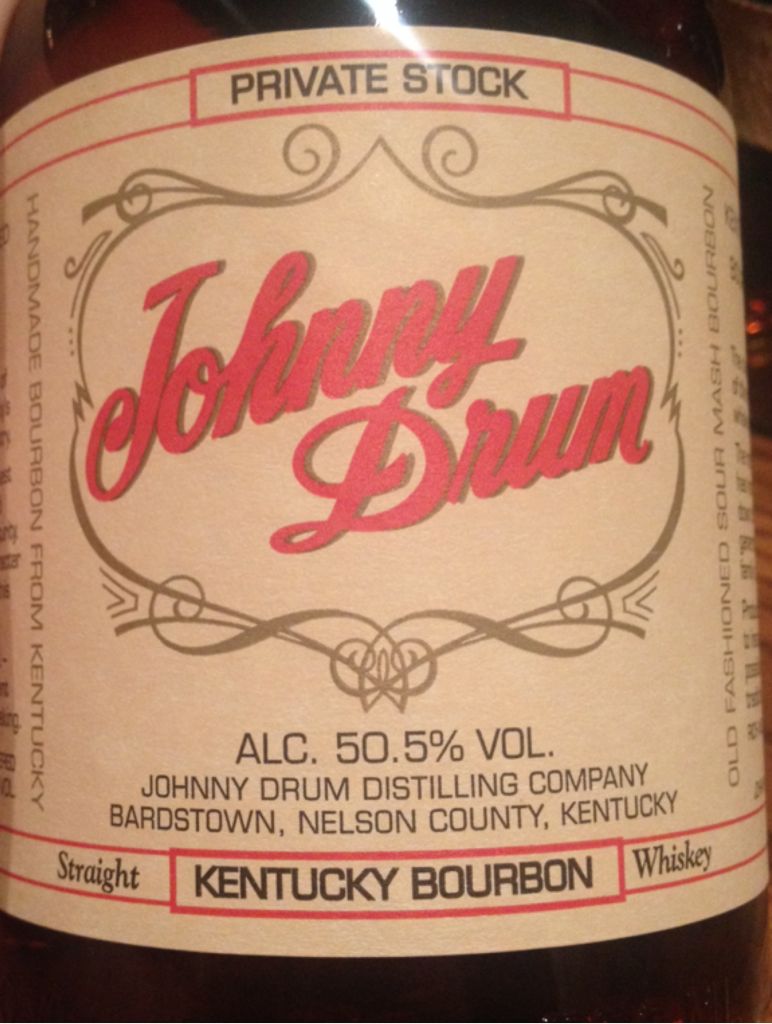 PRIVATE STOCK
HANDMADE BOURBON FROM KENTUCKY
Johnny
Drum
OLD FASHIONED SOUR MASH BOURBON
ALC. 50.5% VOL.
JOHNNY DRUM DISTILLING COMPANY
BARDSTOWN, NELSON COUNTY, KENTUCKY
Straight KENTUCKY BOURBON Whiskey